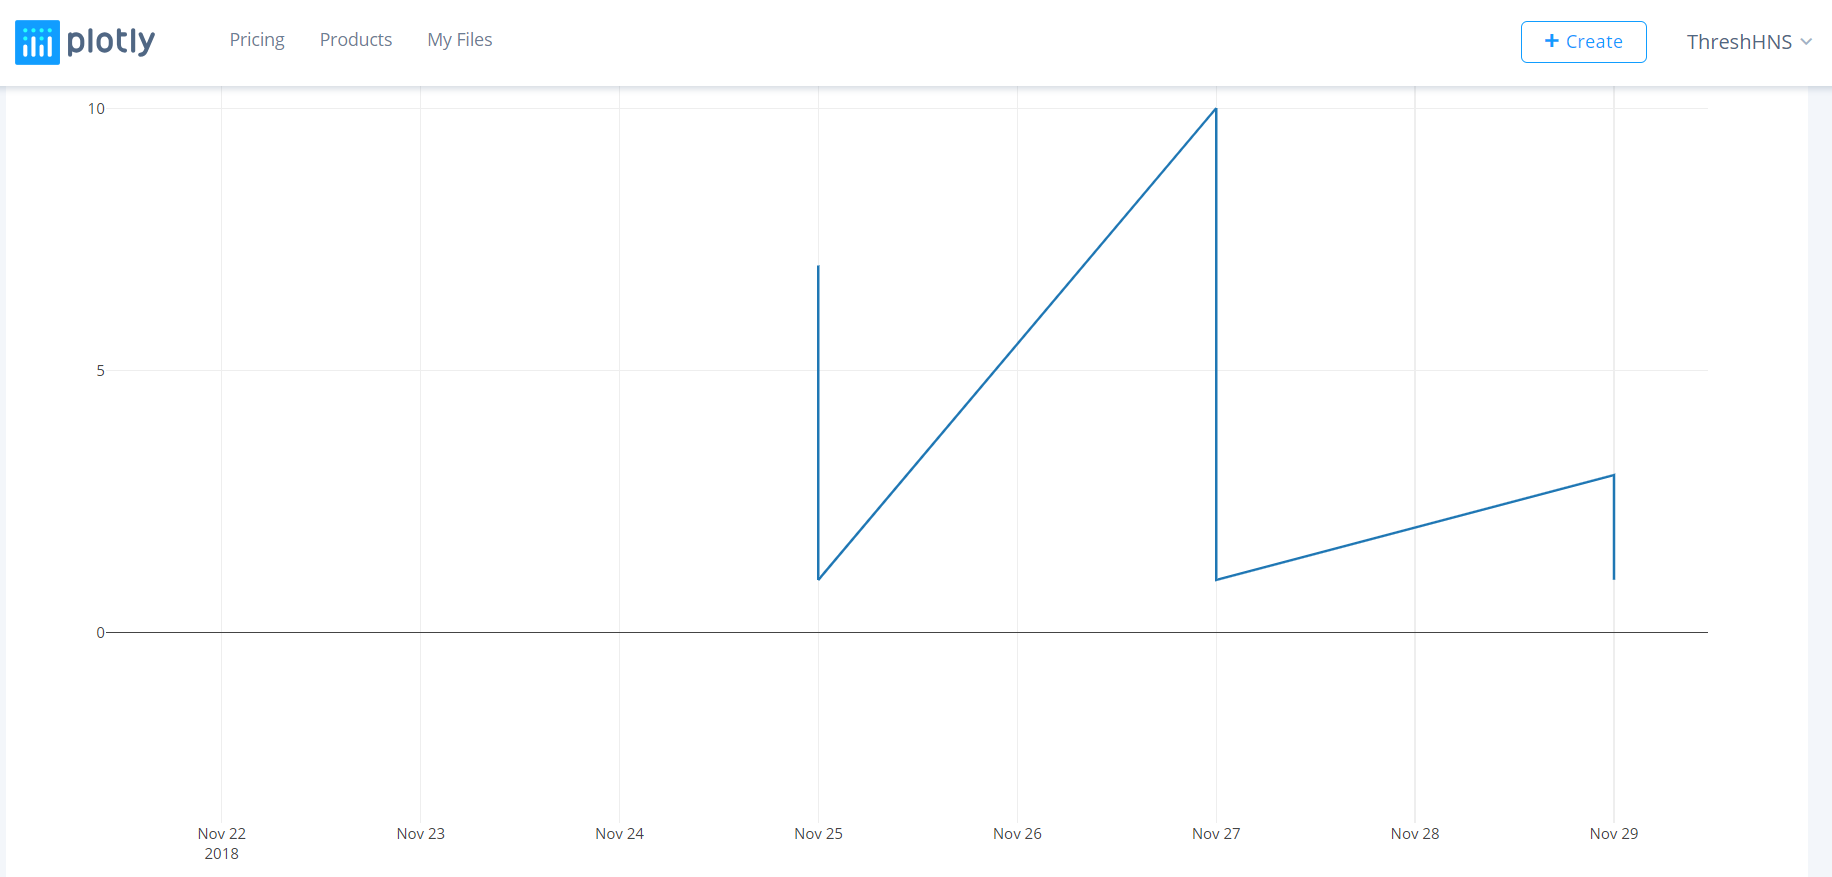 plotly
Pricing Products My Files
+ Create
ThreshHNS
10
5
0
Nov 22 Nov 23 Nov 24 Nov 25 Nov 26 Nov 27 Nov 28 Nov 29
2018